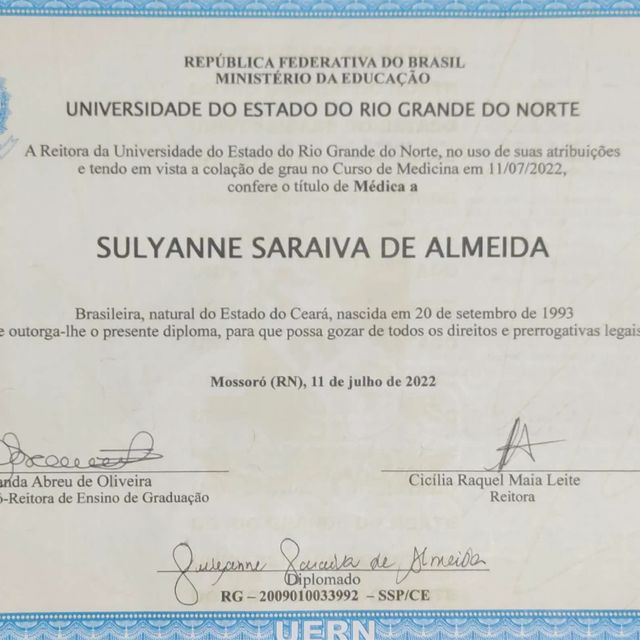 REPÚBLICA FEDERATIVA DO BRASIL
MINISTÉRIO DA EDUCAÇÃO
UNIVERSIDADE DO ESTADO DO RIO GRANDE DO NORTE
A Reitora da Universidade do Estado do Rio Grande do Norte, no uso de suas atribuições
e tendo em vista a colação de grau no Curso de Medicina em 11/07/2022,
confere o título de Médica a
SULYANNE SARAIVA DE ALMEIDA
Brasileira, natural do Estado do Ceará, nascida em 20 de setembro de 1993
e outorga-lhe o presente diploma, para que possa gozar de todos os direitos e prerrogativas legais
Mossoró (RN), 11 de julho de 2022
anda Abreu de Oliveira
ó-Reitora de Ensino de Graduação
Cicília Raquel Maia Leite
Reitora
Sulyanne Saraiva de Almeida
Diplomado
RG – 2009010033992 – SSP/CE
UERN